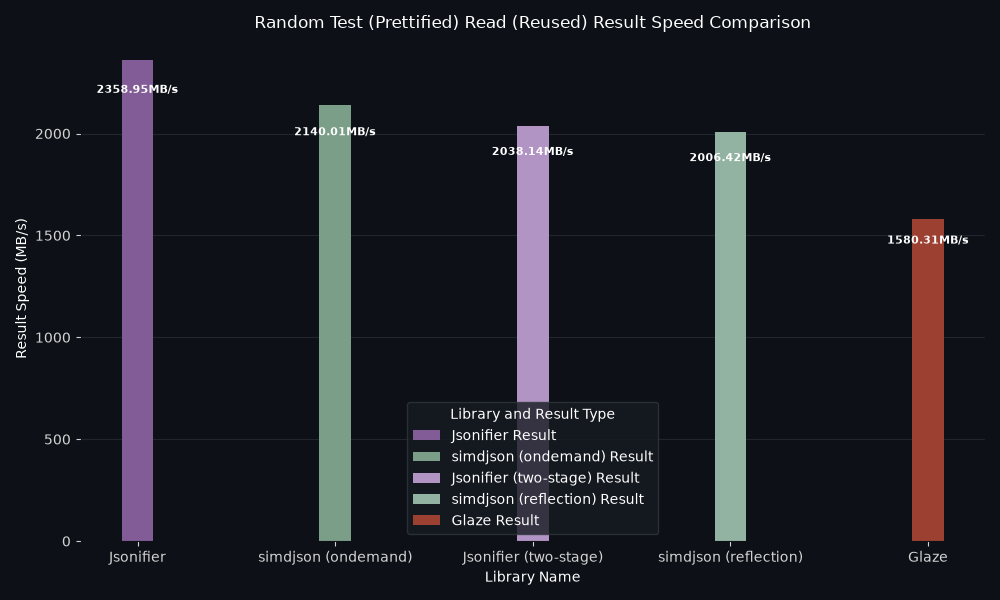 Random Test (Prettified) Read (Reused) Result Speed Comparison
2358.95MB/s
2140.01MB/s
2038.14MB/s
2006.42MB/s
1580.31MB/s
Result Speed (MB/s)
2000
1500
1000
500
0
Library and Result Type
Jsonifier Result
simdjson (ondemand) Result
Jsonifier (two-stage) Result
simdjson (reflection) Result
Glaze Result
Jsonifier
simdjson (ondemand)
Jsonifier (two-stage)
simdjson (reflection)
Glaze
Library Name